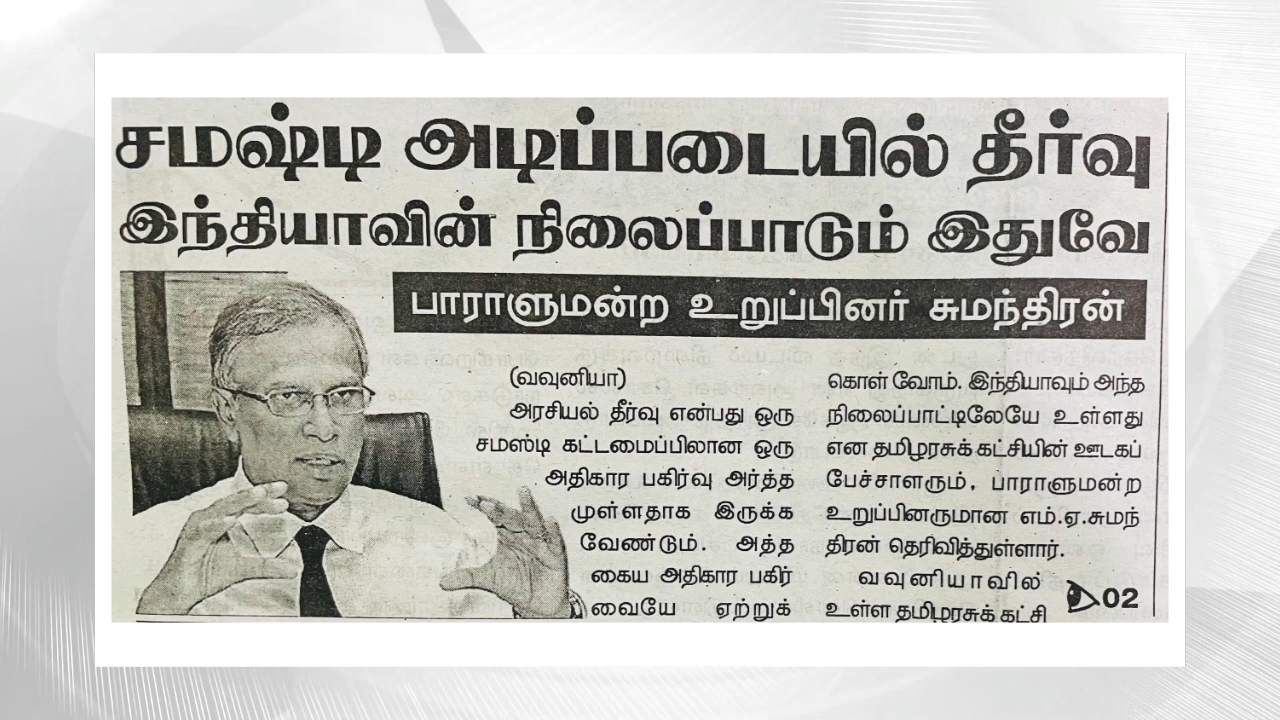 சமஷ்டி அடிப்படையில் தீர்வு
இந்தியாவின் நிலைப்பாடும் இதுவே
பாராளுமன்ற உறுப்பினர் சுமந்திரன்
(வவுனியா)
அரசியல் தீர்வு என்பது ஒரு
சமஸ்டி கட்டமைப்பிலான ஒரு
அதிகார பகிர்வு அர்த்த
முள்ளதாக இருக்க
வேண்டும். அத்த
கைய அதிகார பகிர்
வையே ஏற்றுக்
கொள் வோம். இந்தியாவும் அந்த
நிலைப்பாட்டிலேயே உள்ளது
என தமிழரசுக் கட்சியின் ஊடகப்
பேச்சாளரும், பாராளுமன்ற
உறுப்பினருமான எம்.ஏ.சுமந்
திரன் தெரிவித்துள்ளார்.
வவுனியாவில்
உள்ள தமிழரசுக் கட்சி
02